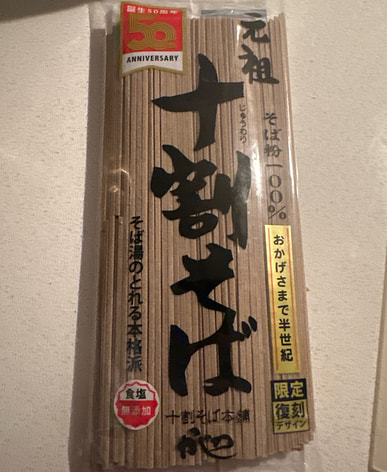 誕生50周年
50
ANNIVERSARY
元祖
そば粉一〇〇%
十割そば
じゅうわり
おかげさまで半世紀
そば湯のとれる本格派
限定
復刻
デザイン
食塩
無添加
十割そば本舗